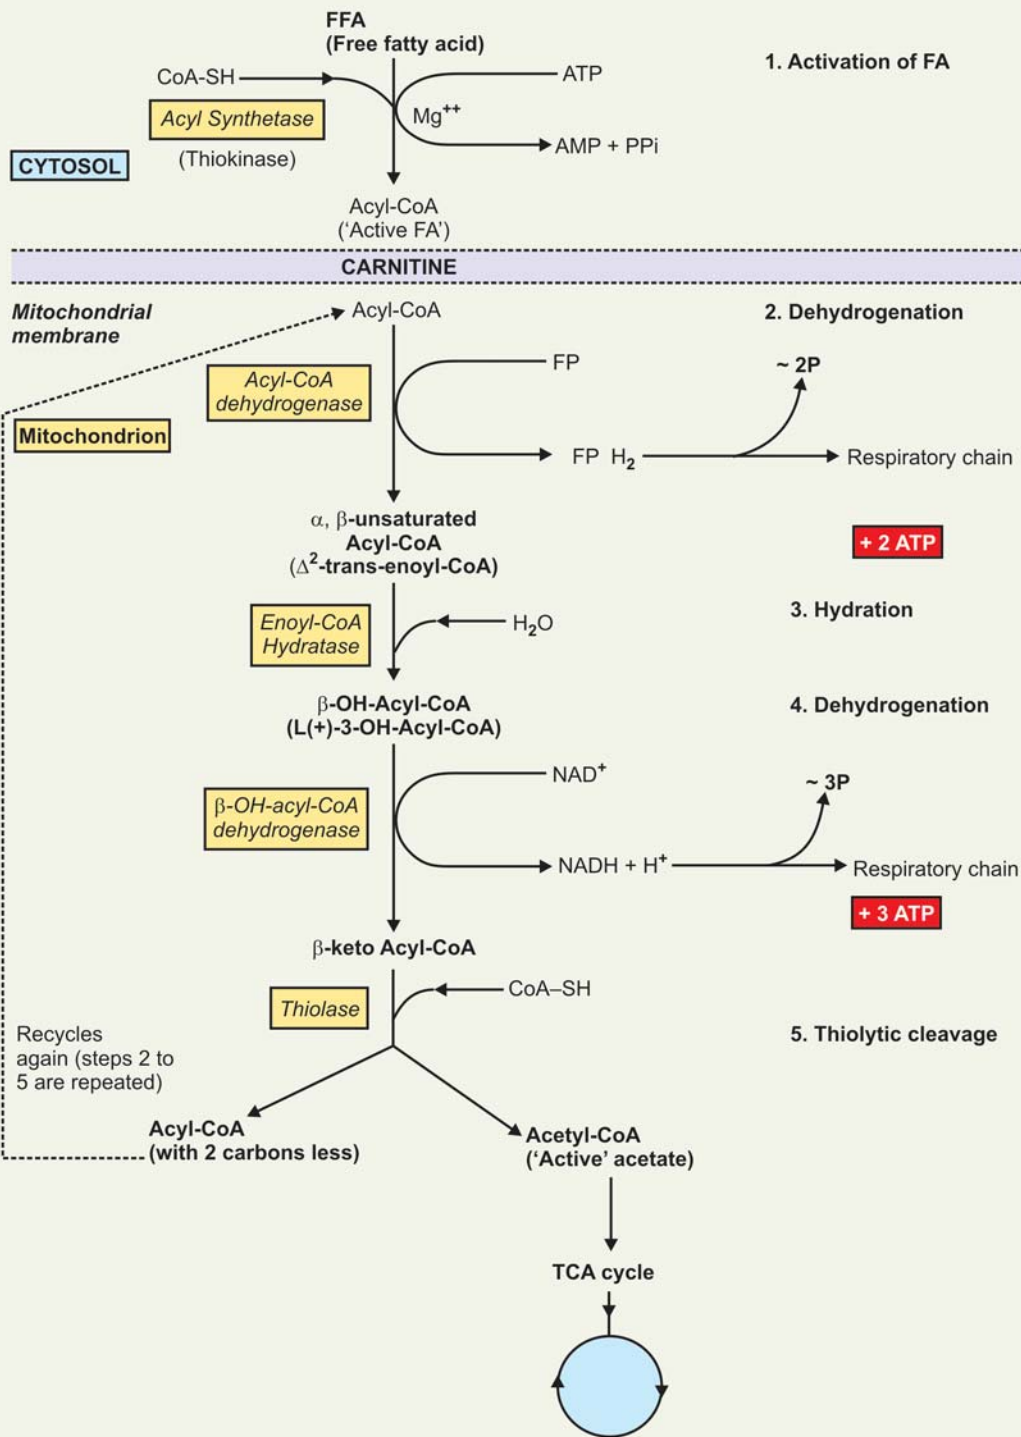 FFA
(Free fatty acid)
1. Activation of FA
CoA-SH
ATP
Acyl Synthetase
Mg++
(Thiokinase)
AMP + PPi
CYTOSOL
Acyl-CoA
('Active FA')
CARNITINE
Mitochondrial
membrane
Acyl-CoA
2. Dehydrogenation
FP
~ 2P
Acyl-CoA
dehydrogenase
Mitochondrion
FP H2
Respiratory chain
α, β-unsaturated
Acyl-CoA
(Δ2-trans-enoyl-CoA)
+ 2 ATP
Enoyl-CoA
Hydratase
H2O
3. Hydration
β-OH-Acyl-CoA
(L(+)-3-OH-Acyl-CoA)
4. Dehydrogenation
NAD+
~ 3P
β-OH-acyl-CoA
dehydrogenase
NADH + H+
Respiratory chain
+ 3 ATP
β-keto Acyl-CoA
Thiolase
CoA–SH
5. Thiolytic cleavage
Recycles
again (steps 2 to
5 are repeated)
Acyl-CoA
(with 2 carbons less)
Acetyl-CoA
('Active' acetate)
TCA cycle